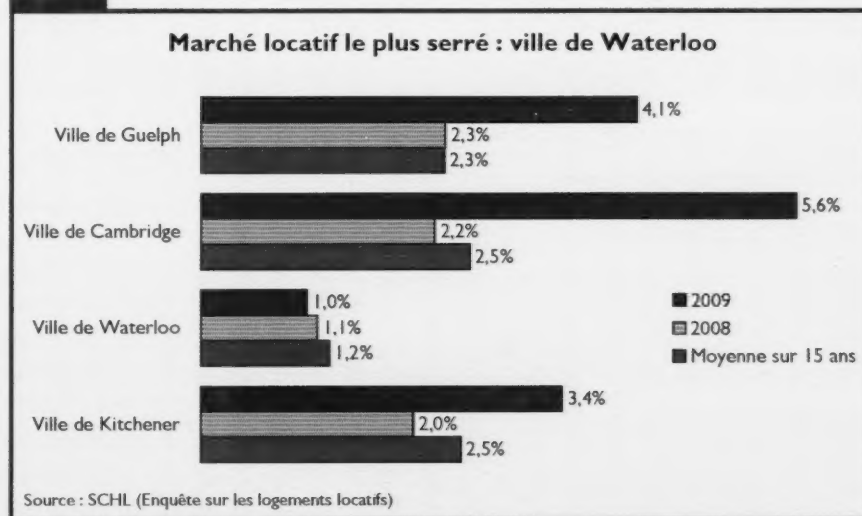 Marché locatif le plus serré : ville de Waterloo
Ville de Guelph
4,1%
2,3%
2,3%
Ville de Cambridge
5,6%
2,2%
2,5%
Ville de Waterloo
1,0%
1,1%
1,2%
2009
2008
Moyenne sur 15 ans
Ville de Kitchener
3,4%
2,0%
2,5%
Source : SCHL (Enquête sur les logements locatifs)